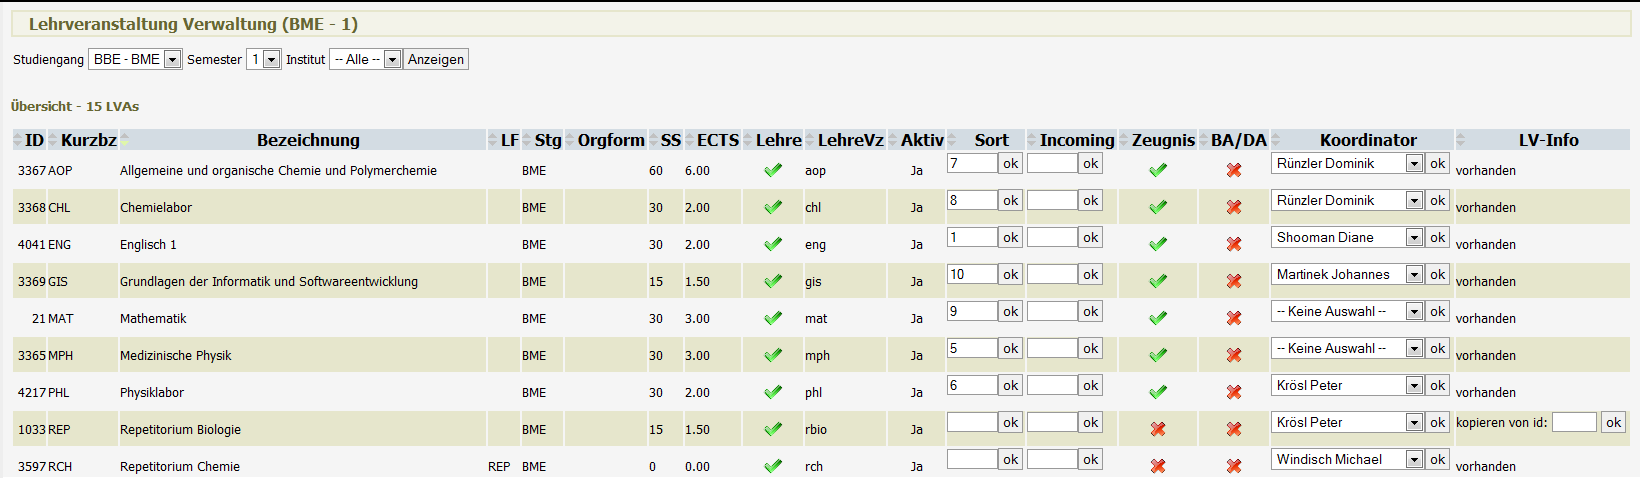 Lehrveranstaltung Verwaltung (BME - 1)
Studiengang BBE - BME Semester 1 Institut -- Alle -- Anzeigen
Übersicht - 15 LVAs
ID Kurzbz Bezeichnung LF Stg Orgform SS ECTS Lehre LehreVz Aktiv Sort Incoming Zeugnis BA/DA Koordinator LV-Info
3367 AOP Allgemeine und organische Chemie und Polymerchemie BME 60 6.00 aop Ja 7 ok ok Rünzler Dominik ok vorhanden
3368 CHL Chemielabor BME 30 2.00 chl Ja 8 ok ok Rünzler Dominik ok vorhanden
4041 ENG Englisch 1 BME 30 2.00 eng Ja 1 ok ok Shooman Diane ok vorhanden
3369 GIS Grundlagen der Informatik und Softwareentwicklung BME 15 1.50 gis Ja 10 ok ok Martinek Johannes ok vorhanden
21 MAT Mathematik BME 30 3.00 mat Ja 9 ok ok -- Keine Auswahl -- ok vorhanden
3365 MPH Medizinische Physik BME 30 3.00 mph Ja 5 ok ok -- Keine Auswahl -- ok vorhanden
4217 PHL Physiklabor BME 30 2.00 phl Ja 6 ok ok Krösl Peter ok vorhanden
1033 REP Repetitorium Biologie BME 15 1.50 rbio Ja ok ok Krösl Peter ok kopieren von id: ok
3597 RCH Repetitorium Chemie REP BME 0 0.00 rch Ja ok ok Windisch Michael ok vorhanden